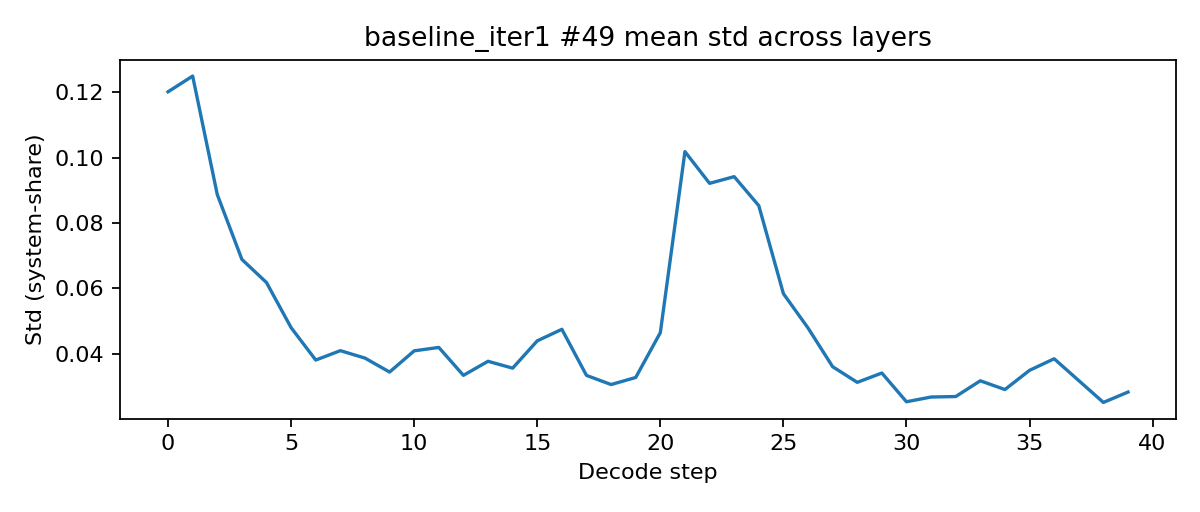 baseline_iter1 #49 mean std across layers
Std (system-share)
0.12
0.10
0.08
0.06
0.04
0 5 10 15 20 25 30 35 40
Decode step